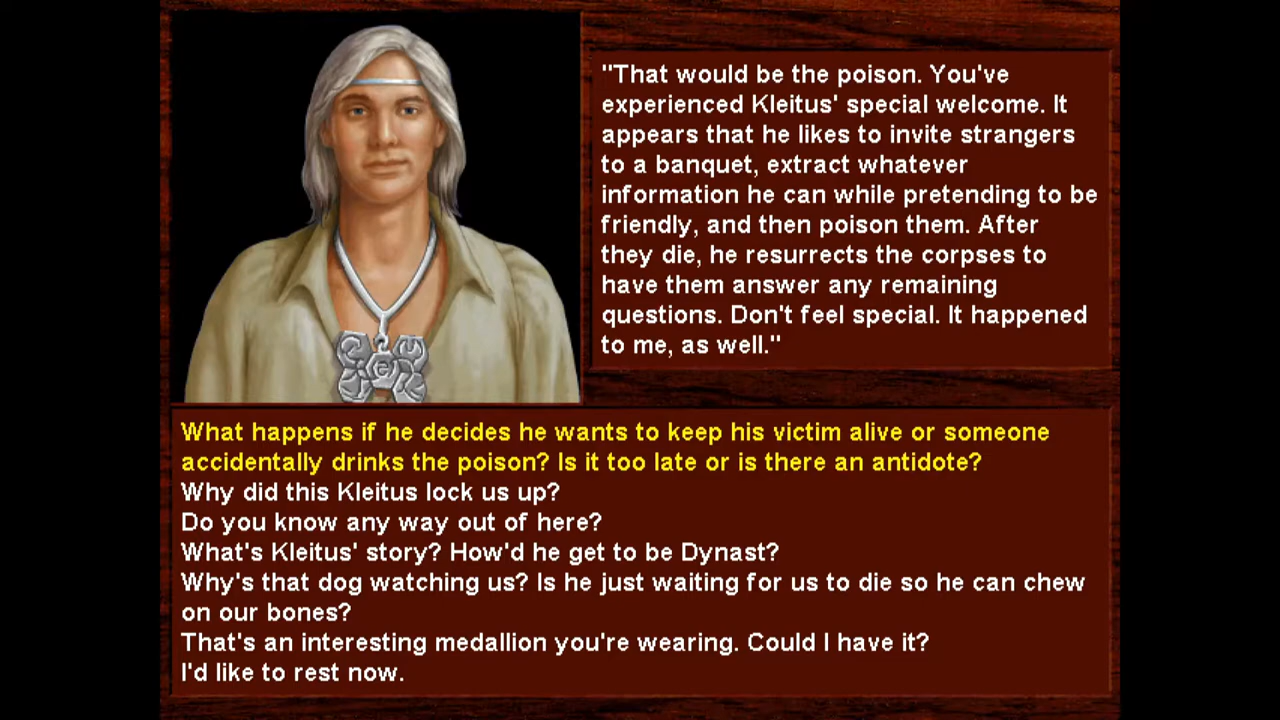 "That would be the poison. You've
experienced Kleitus' special welcome. It
appears that he likes to invite strangers
to a banquet, extract whatever
information he can while pretending to be
friendly, and then poison them. After
they die, he resurrects the corpses to
have them answer any remaining
questions. Don't feel special. It happened
to me, as well."
What happens if he decides he wants to keep his victim alive or someone
accidentally drinks the poison? Is it too late or is there an antidote?
Why did this Kleitus lock us up?
Do you know any way out of here?
What's Kleitus' story? How'd he get to be Dynast?
Why's that dog watching us? Is he just waiting for us to die so he can chew
on our bones?
That's an interesting medallion you're wearing. Could I have it?
I'd like to rest now.